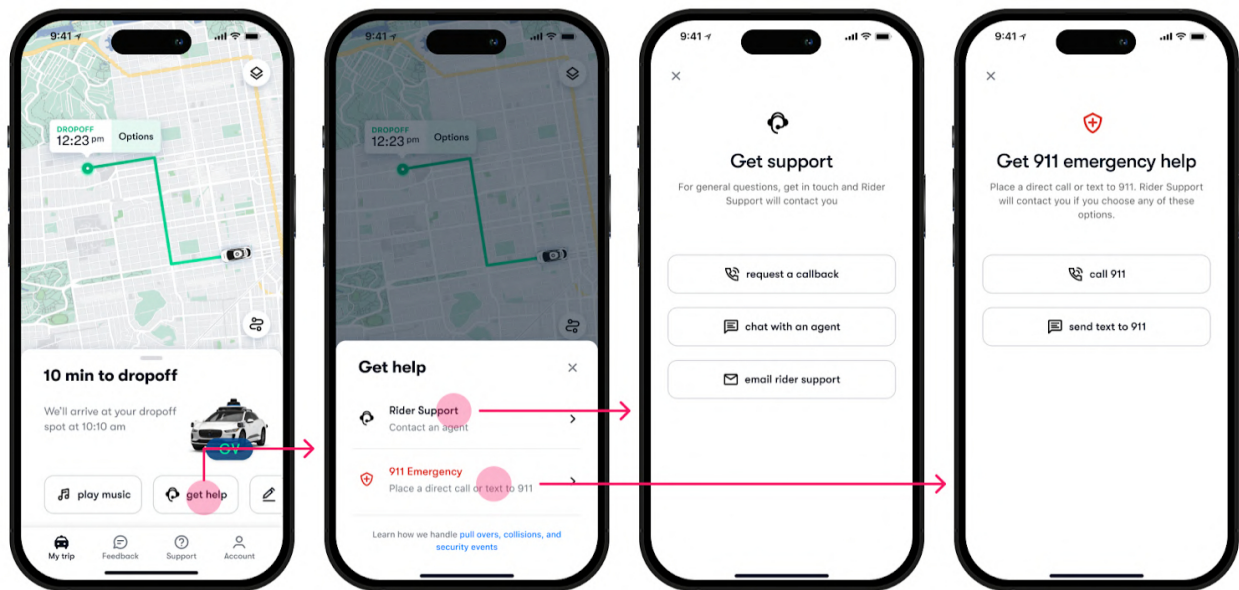 9:41
DROPOFF
12:23 pm
Options
10 min to dropoff
We'll arrive at your dropoff
spot at 10:10 am
GV
play music
get help
My trip
Feedback
Support
Account
9:41
DROPOFF
12:23 pm
Options
Get help
Rider Support
Contact an agent
911 Emergency
Place a direct call or text to 911
Learn how we handle pull overs, collisions, and
security events
9:41
Get support
For general questions, get in touch and Rider
Support will contact you
request a callback
chat with an agent
email rider support
9:41
Get 911 emergency help
Place a direct call or text to 911. Rider Support
will contact you if you choose any of these
options.
call 911
send text to 911